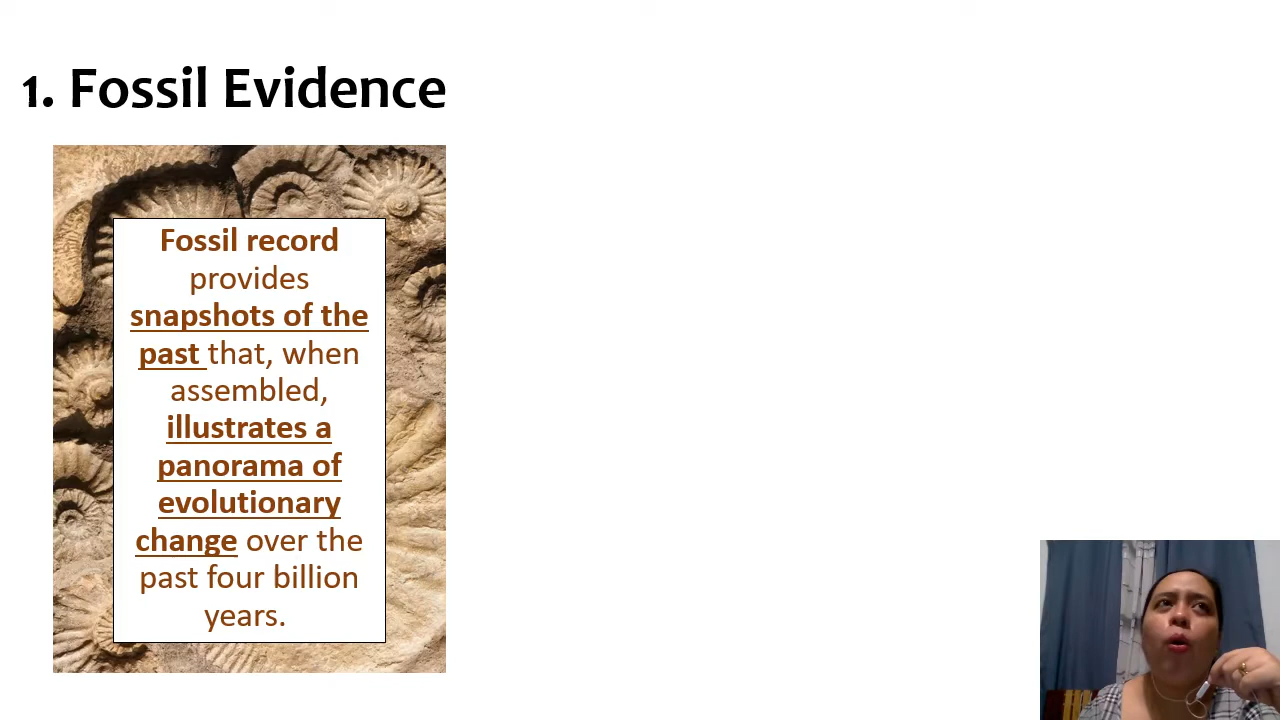 1. Fossil Evidence
Fossil record
provides
snapshots of the
past that, when
assembled,
illustrates a
panorama of
evolutionary
change over the
past four billion
years.